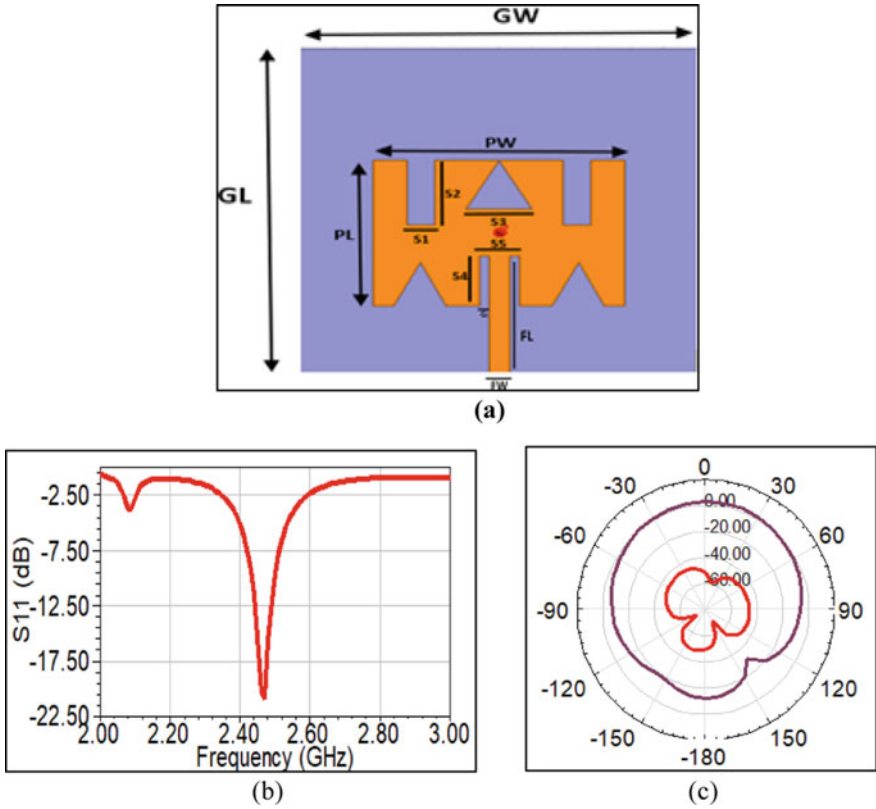 GW
PW
GL
S2
S3
S1
PL
S5
S4
G
FL
FW
(a)
-2.50
-7.50
-12.50
-17.50
-22.50
S11 (dB)
2.00 2.20 2.40 2.60 2.80 3.00
Frequency (GHz)
(b)
0
-30 30
0.00
-60 60
-20.00
-40.00
-60.00
-90 90
-120 120
-150 150
-180
(c)